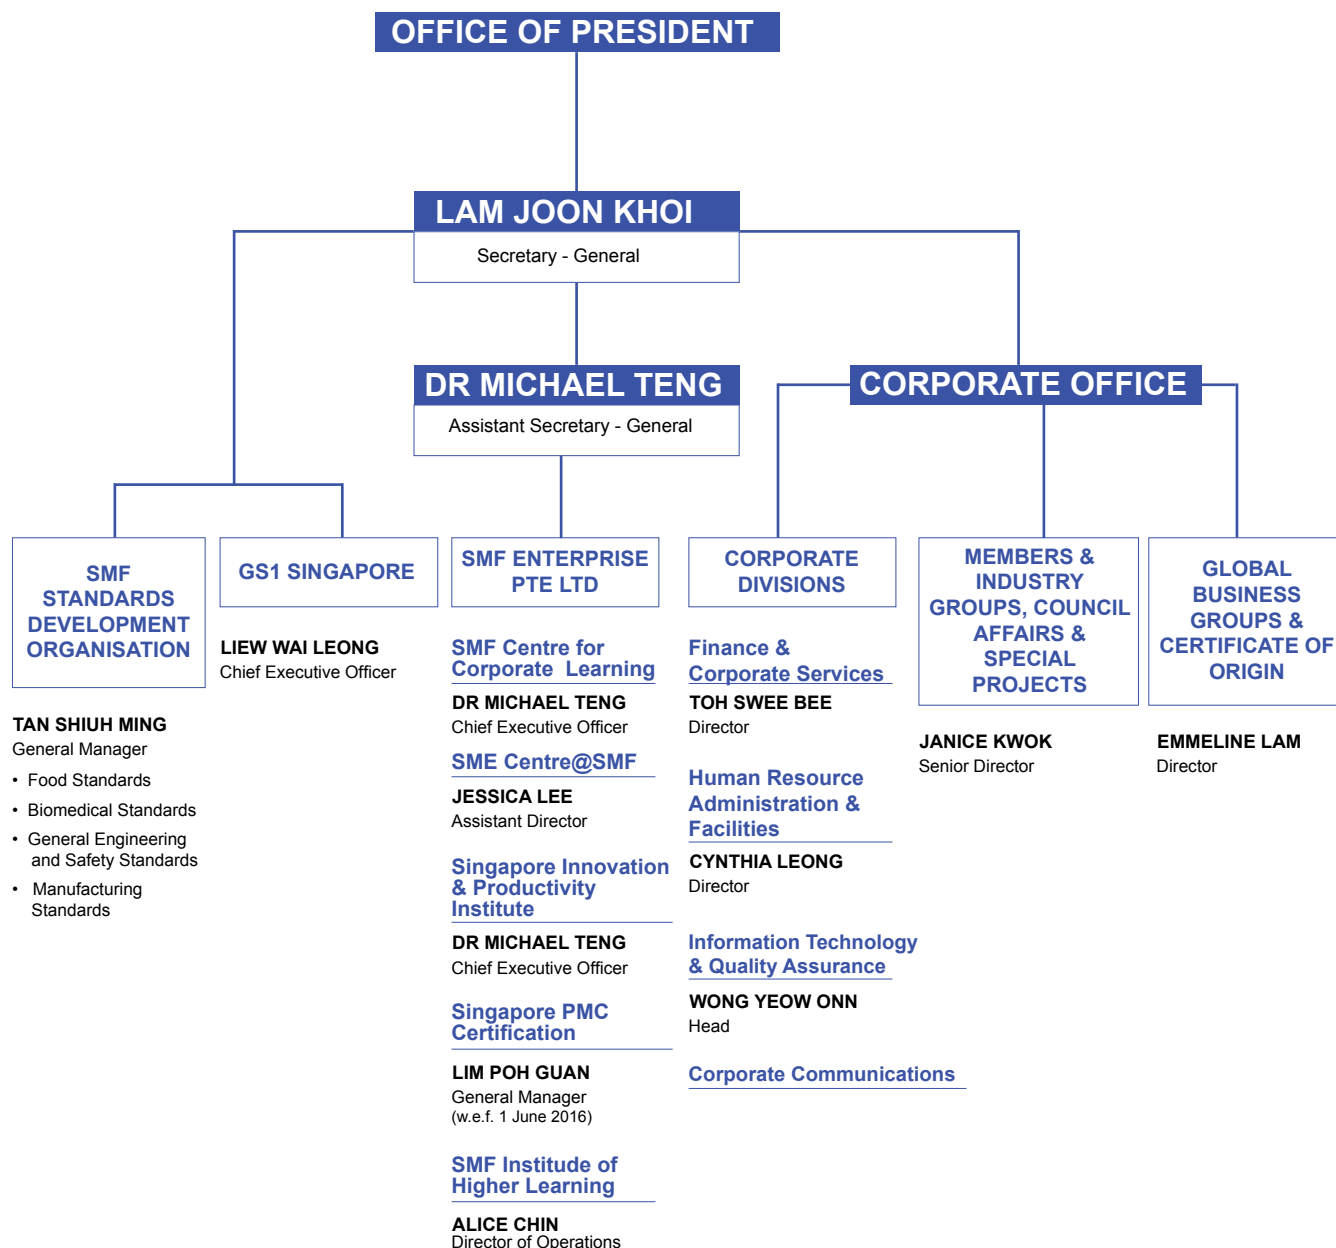 OFFICE OF PRESIDENT
LAM JOON KHOI
Secretary - General
DR MICHAEL TENG
Assistant Secretary - General
CORPORATE OFFICE
SMF
STANDARDS
DEVELOPMENT
ORGANISATION
TAN SHIUH MING
General Manager
• Food Standards
• Biomedical Standards
• General Engineering
and Safety Standards
• Manufacturing
Standards
GS1 SINGAPORE
LIEW WAI LEONG
Chief Executive Officer
SMF ENTERPRISE
PTE LTD
SMF Centre for
Corporate Learning
DR MICHAEL TENG
Chief Executive Officer
SME Centre@SMF
JESSICA LEE
Assistant Director
Singapore Innovation
& Productivity
Institute
DR MICHAEL TENG
Chief Executive Officer
Singapore PMC
Certification
LIM POH GUAN
General Manager
(w.e.f. 1 June 2016)
SMF Institude of
Higher Learning
ALICE CHIN
Director of Operations
CORPORATE
DIVISIONS
Finance &
Corporate Services
TOH SWEE BEE
Director
Human Resource
Administration &
Facilities
CYNTHIA LEONG
Director
Information Technology
& Quality Assurance
WONG YEOW ONN
Head
Corporate Communications
MEMBERS &
INDUSTRY
GROUPS, COUNCIL
AFFAIRS &
SPECIAL
PROJECTS
JANICE KWOK
Senior Director
GLOBAL
BUSINESS
GROUPS &
CERTIFICATE OF
ORIGIN
EMMELINE LAM
Director